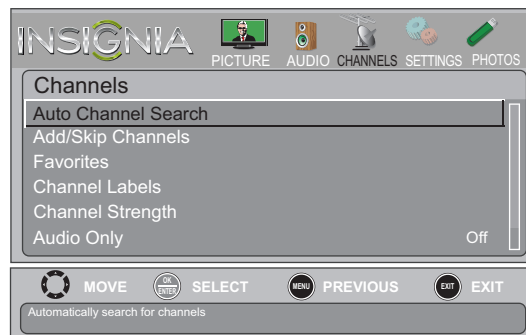 INSIGNIA
PICTURE AUDIO CHANNELS SETTINGS PHOTOS
Channels
Auto Channel Search
Add/Skip Channels
Favorites
Channel Labels
Channel Strength
Audio Only Off
MOVE OK ENTER SELECT MENU PREVIOUS EXIT EXIT
Automatically search for channels